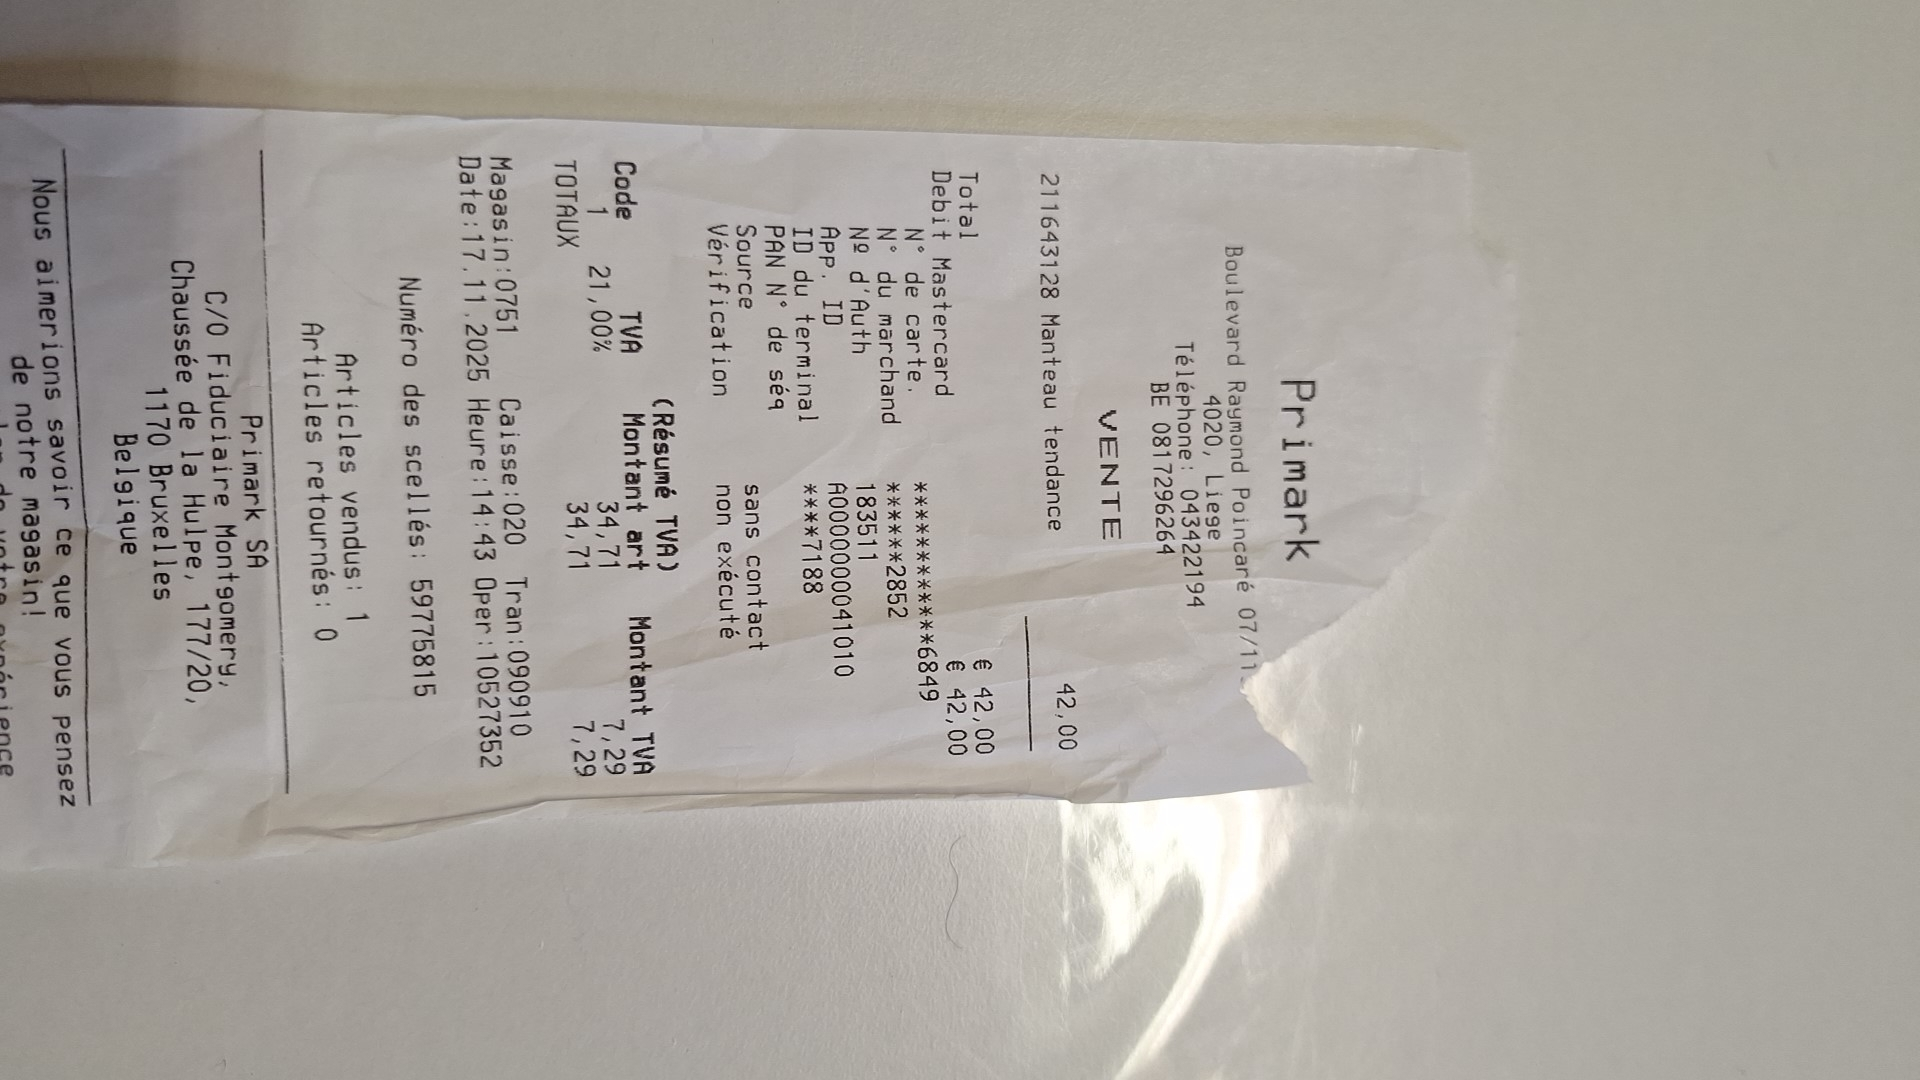 Primark
Boulevard Raymond Poincaré 07/11
4020, Liege
Téléphone: 043422194
BE 0817296264
VENTE
211643128 Manteau tendance 42,00
Total € 42,00
Debit Mastercard € 42,00
N° de carte. ***************6849
N° du marchand ******2852
Nº d'Auth 183511
App. ID A0000000041010
ID du terminal ****7188
PAN N° de séq
Source sans contact
Vérification non exécuté
(Résumé TVA)
Code TVA Montant art Montant TVA
1 21,00% 34,71 7,29
TOTAUX 34,71 7,29
Magasin:0751 Caisse:020 Tran:090910
Date:17.11.2025 Heure:14:43 Oper:10527352
Numéro des scellés: 59775815
Articles vendus: 1
Articles retournés: 0
Primark SA
C/O Fiduciaire Montgomery,
Chaussée de la Hulpe, 177/20,
1170 Bruxelles
Belgique
Nous aimerions savoir ce que vous pensez
de notre magasin!
de votre expérience